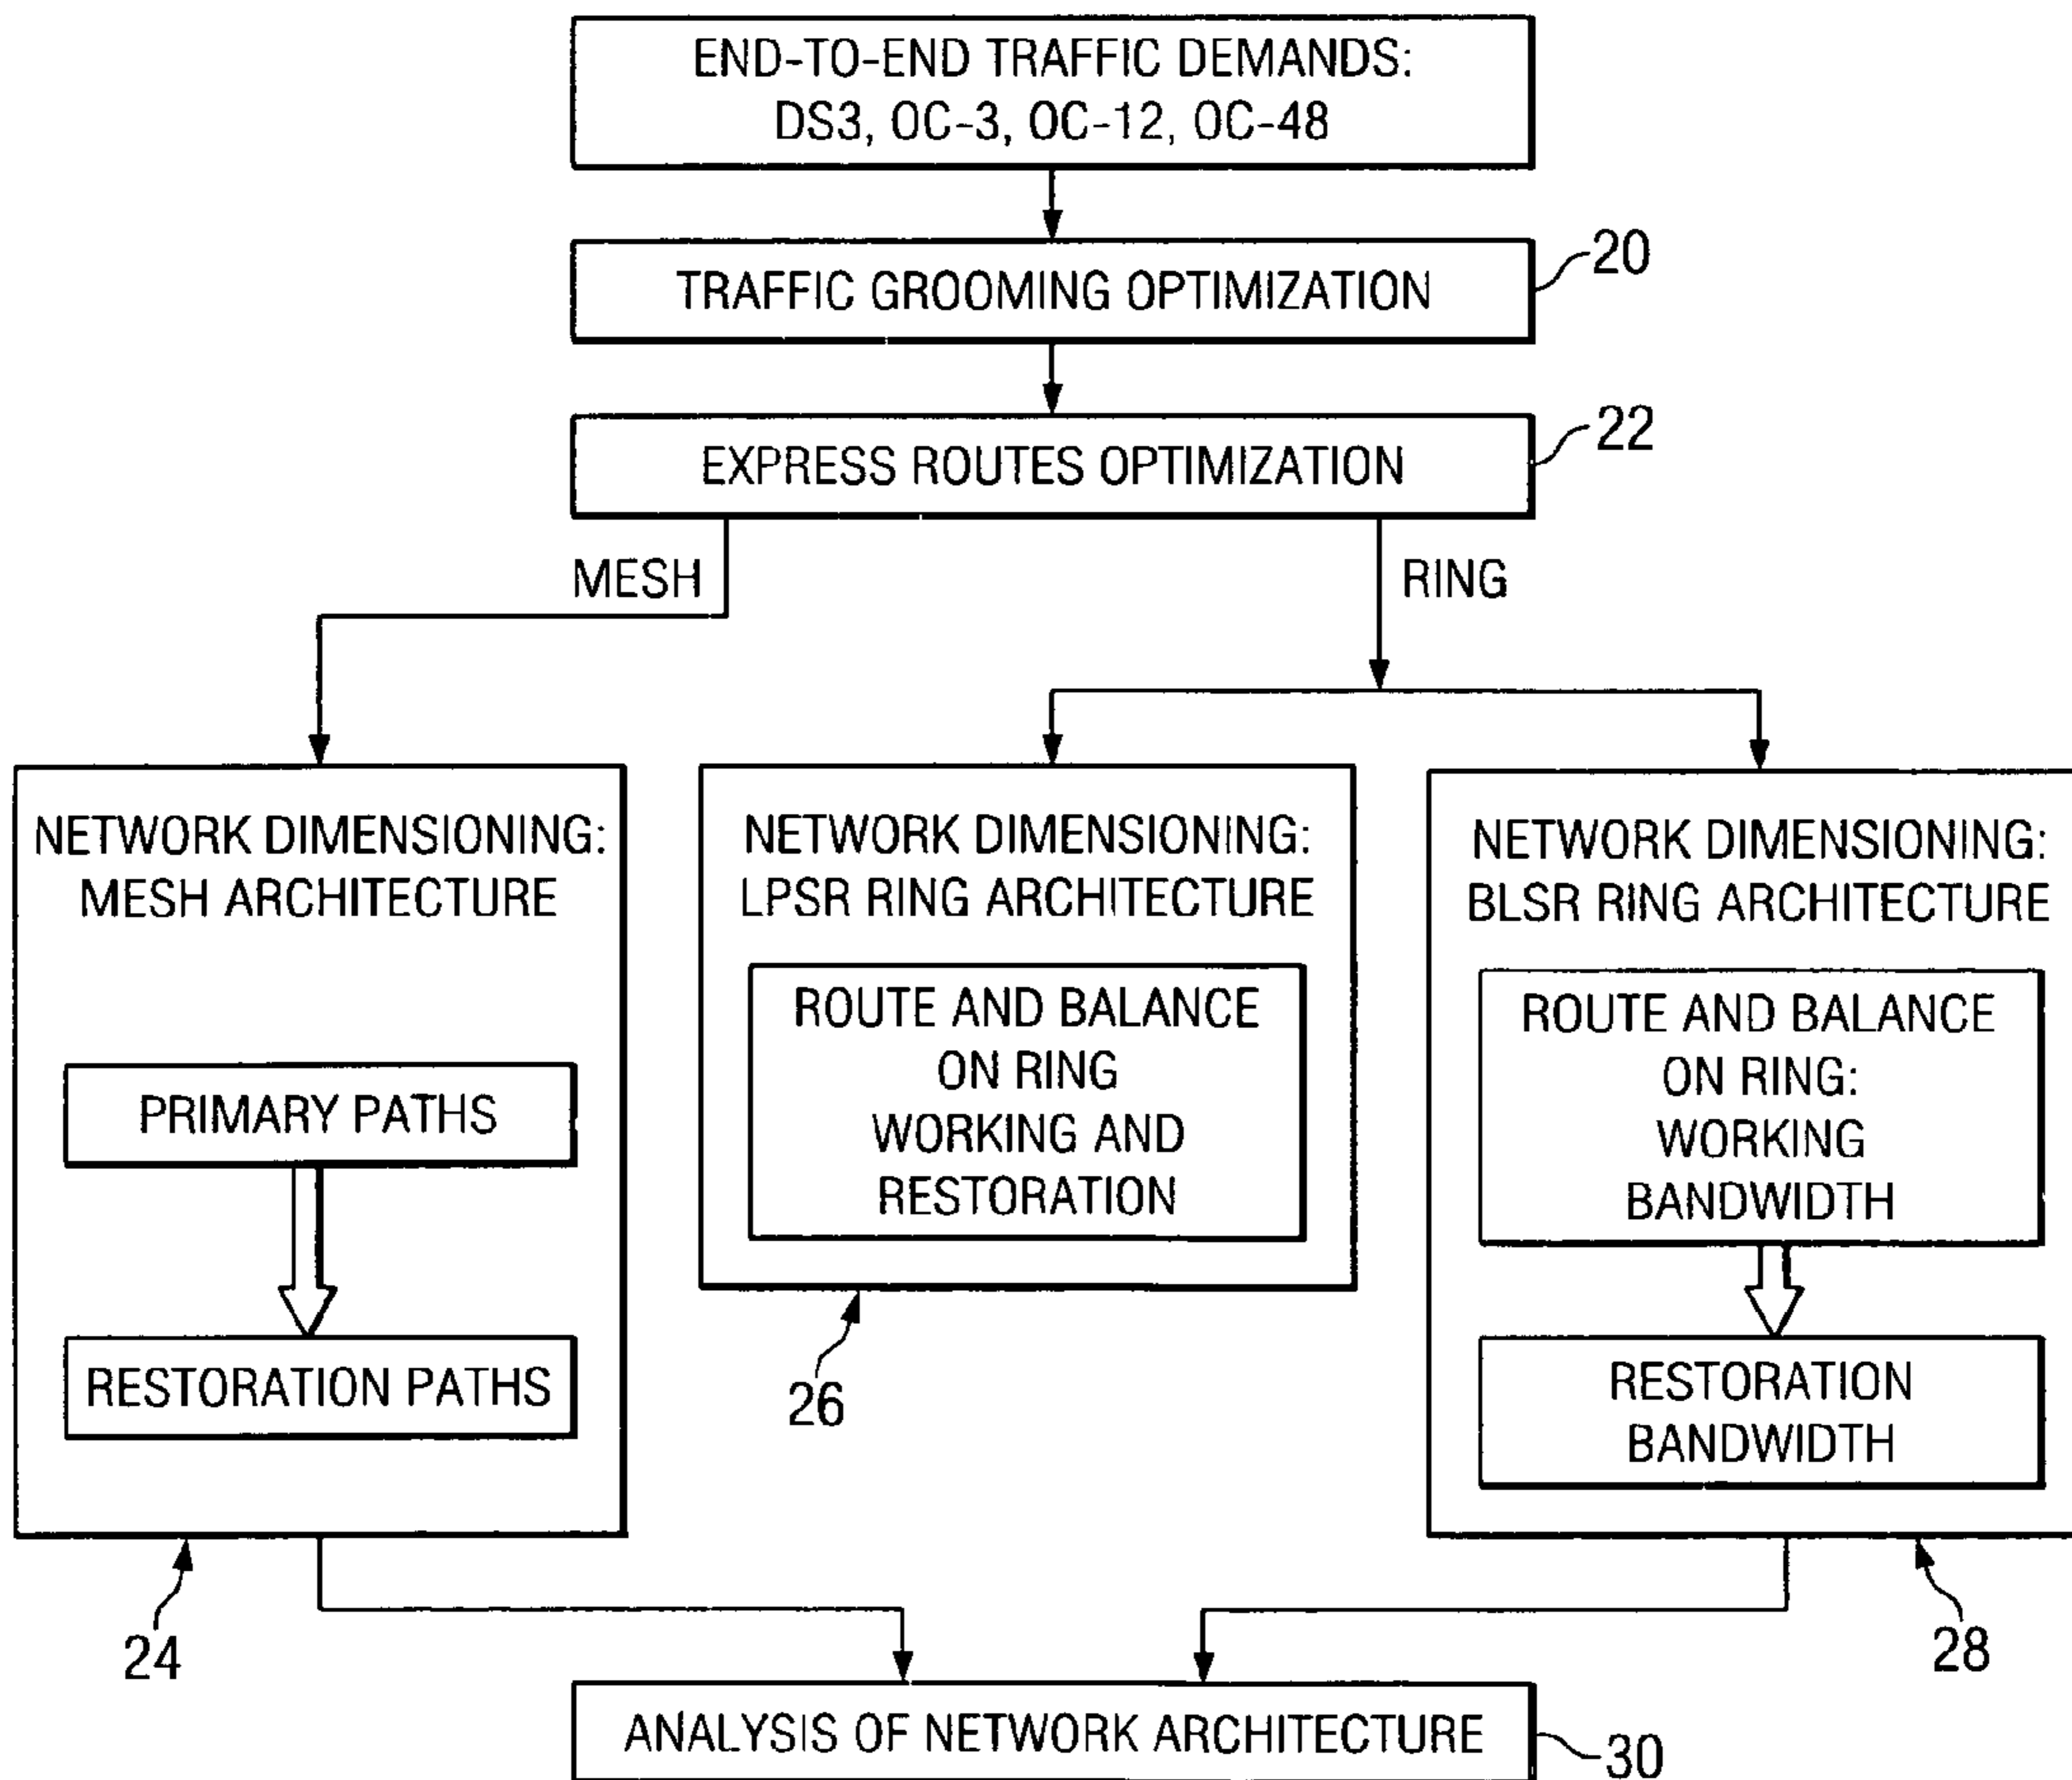 END-TO-END TRAFFIC DEMANDS:
DS3, OC-3, OC-12, OC-48
TRAFFIC GROOMING OPTIMIZATION
20
EXPRESS ROUTES OPTIMIZATION
22
MESH
RING
NETWORK DIMENSIONING:
MESH ARCHITECTURE
PRIMARY PATHS
RESTORATION PATHS
24
NETWORK DIMENSIONING:
LPSR RING ARCHITECTURE
ROUTE AND BALANCE
ON RING
WORKING AND
RESTORATION
26
NETWORK DIMENSIONING:
BLSR RING ARCHITECTURE
ROUTE AND BALANCE
ON RING:
WORKING
BANDWIDTH
RESTORATION
BANDWIDTH
28
ANALYSIS OF NETWORK ARCHITECTURE
30